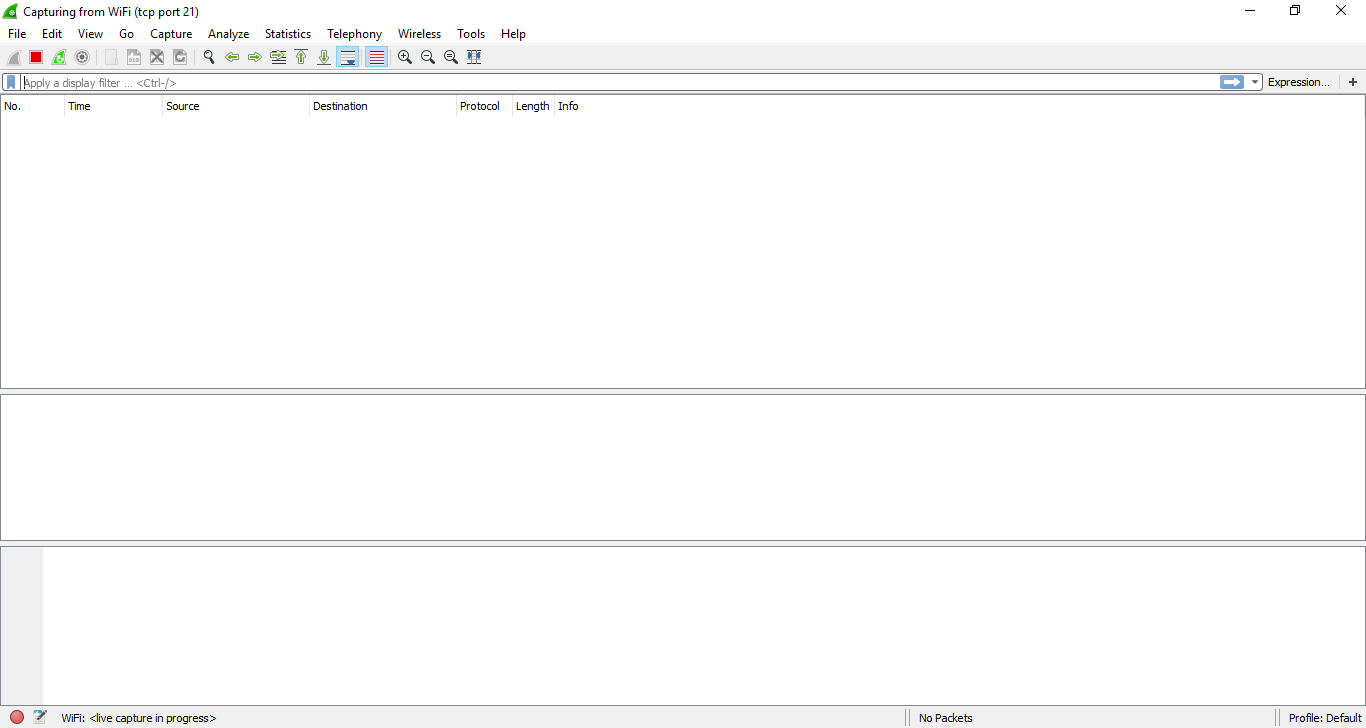 Capturing from WiFi (tcp port 21)
File Edit View Go Capture Analyze Statistics Telephony Wireless Tools Help
Apply a display filter ... <Ctrl-/> Expression... +
No. Time Source Destination Protocol Length Info
WiFi: <live capture in progress> No Packets Profile: Default